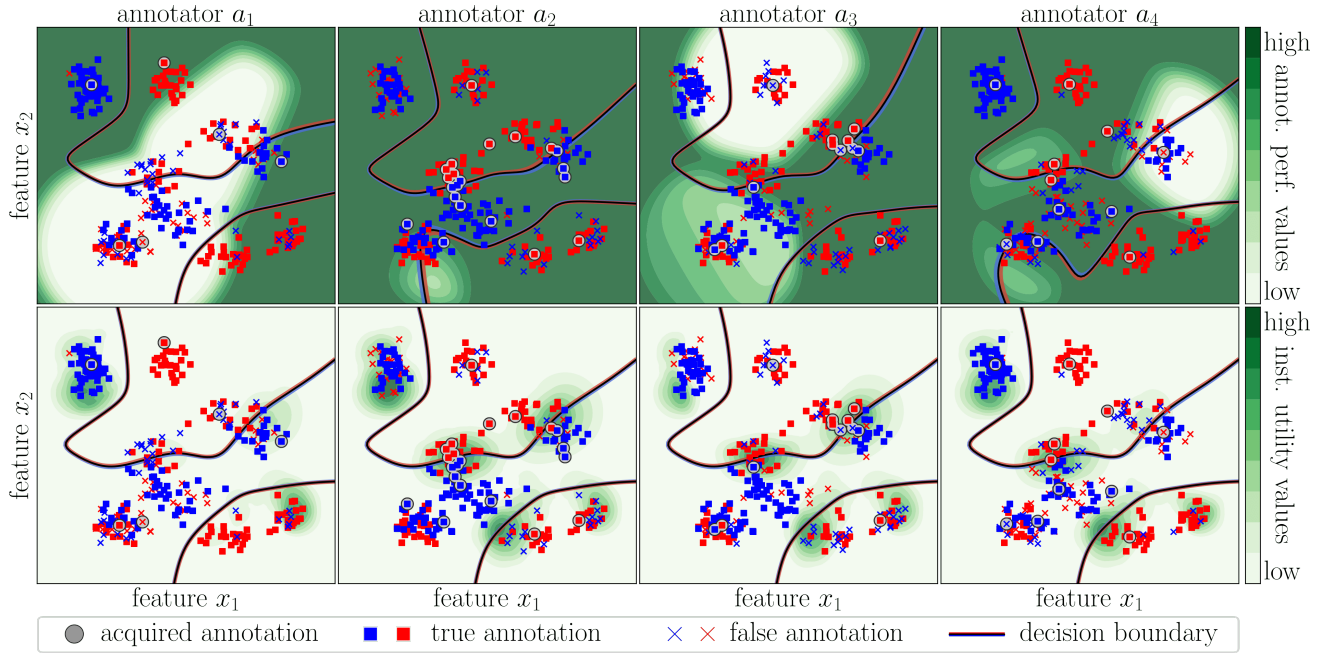 annotator a₁ annotator a₂ annotator a₃ annotator a₄
feature x₂
high
annot. perf. values
low
feature x₂
high
inst. utility values
low
feature x₁ feature x₁ feature x₁ feature x₁
acquired annotation true annotation false annotation decision boundary